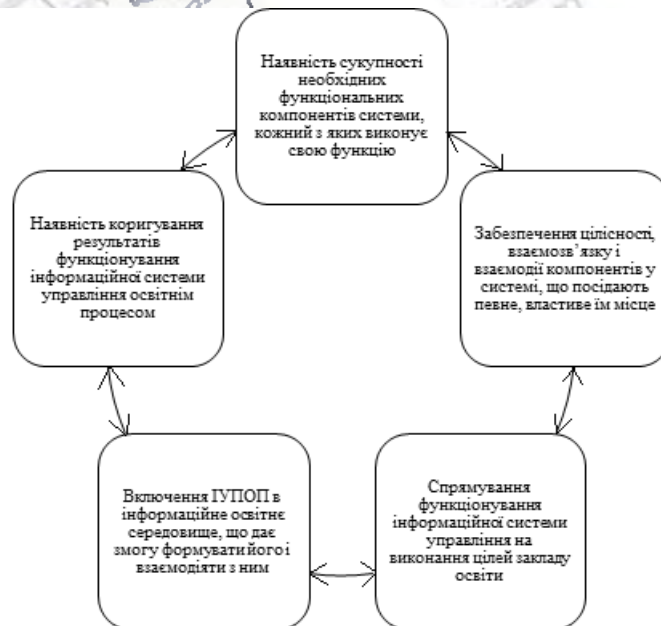 Наявність сукупності
необхідних
функціональних
компонентів системи,
кожний з яких виконує
свою функцію
Забезпечення цілісності,
взаємозв’язку і
взаємодії компонентів у
системі, що посідають
певне, властиве їм місце
Спрямування
функціонування
інформаційної системи
управління на
виконання цілей закладу
освіти
Включення ІУПОП в
інформаційне освітнє
середовище, що дає
змогу формувати його і
взаємодіяти з ним
Наявність коригування
результатів
функціонування
інформаційної системи
управління освітнім
процесом